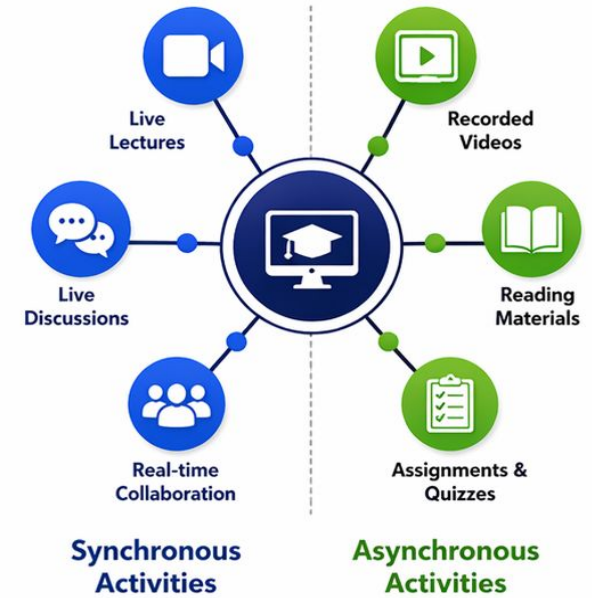 Live
Lectures
Recorded
Videos
Live
Discussions
Reading
Materials
Real-time
Collaboration
Assignments &
Quizzes
Synchronous
Activities
Asynchronous
Activities